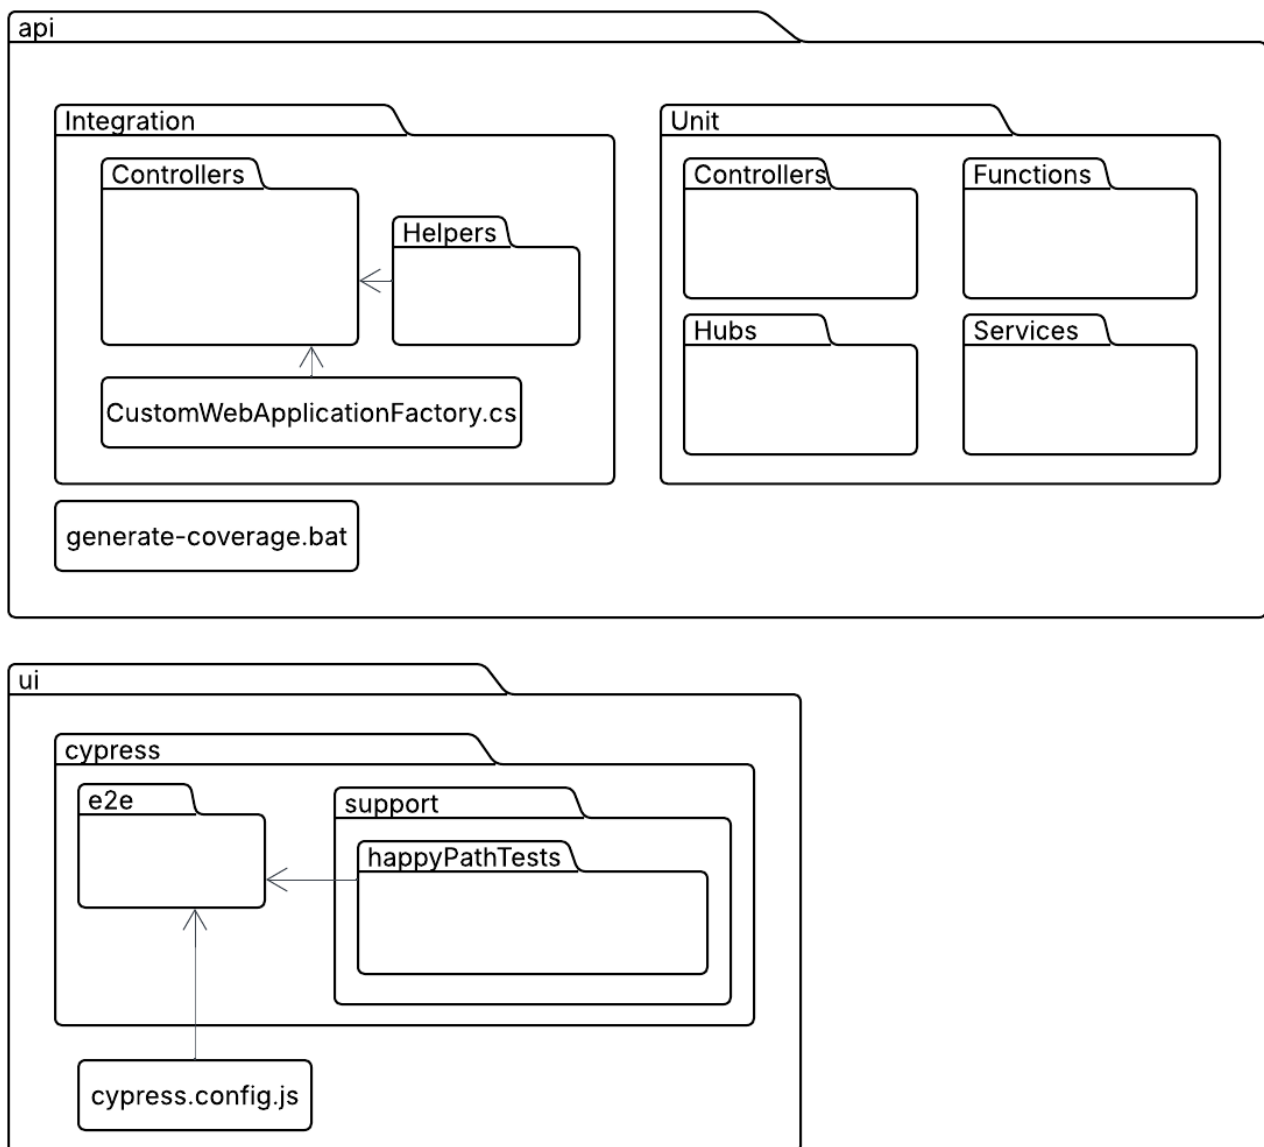 api
Integration
Unit
Controllers
Helpers
CustomWebApplicationFactory.cs
Controllers
Functions
Hubs
Services
generate-coverage.bat
ui
cypress
e2e
support
happyPathTests
cypress.config.js